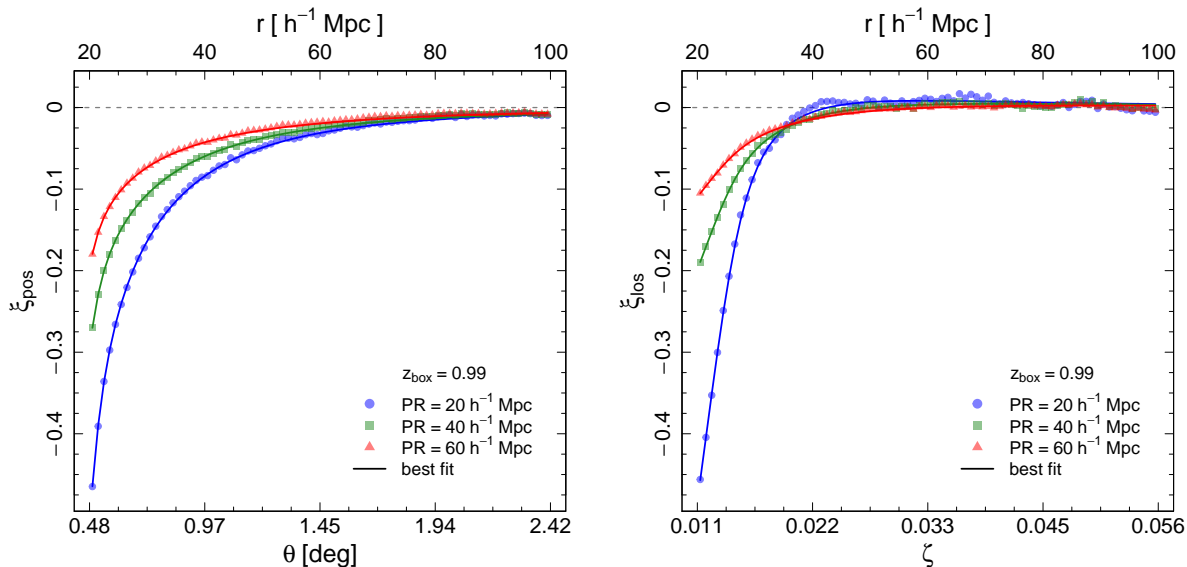 r [ h⁻¹ Mpc ]
20 40 60 80 100
0
−0.1
−0.2
−0.3
−0.4
ξpos
z_box = 0.99
PR = 20 h⁻¹ Mpc
PR = 40 h⁻¹ Mpc
PR = 60 h⁻¹ Mpc
best fit
0.48 0.97 1.45 1.94 2.42
θ [deg]
r [ h⁻¹ Mpc ]
20 40 60 80 100
0
−0.1
−0.2
−0.3
−0.4
ξlos
z_box = 0.99
PR = 20 h⁻¹ Mpc
PR = 40 h⁻¹ Mpc
PR = 60 h⁻¹ Mpc
best fit
0.011 0.022 0.033 0.045 0.056
ζ